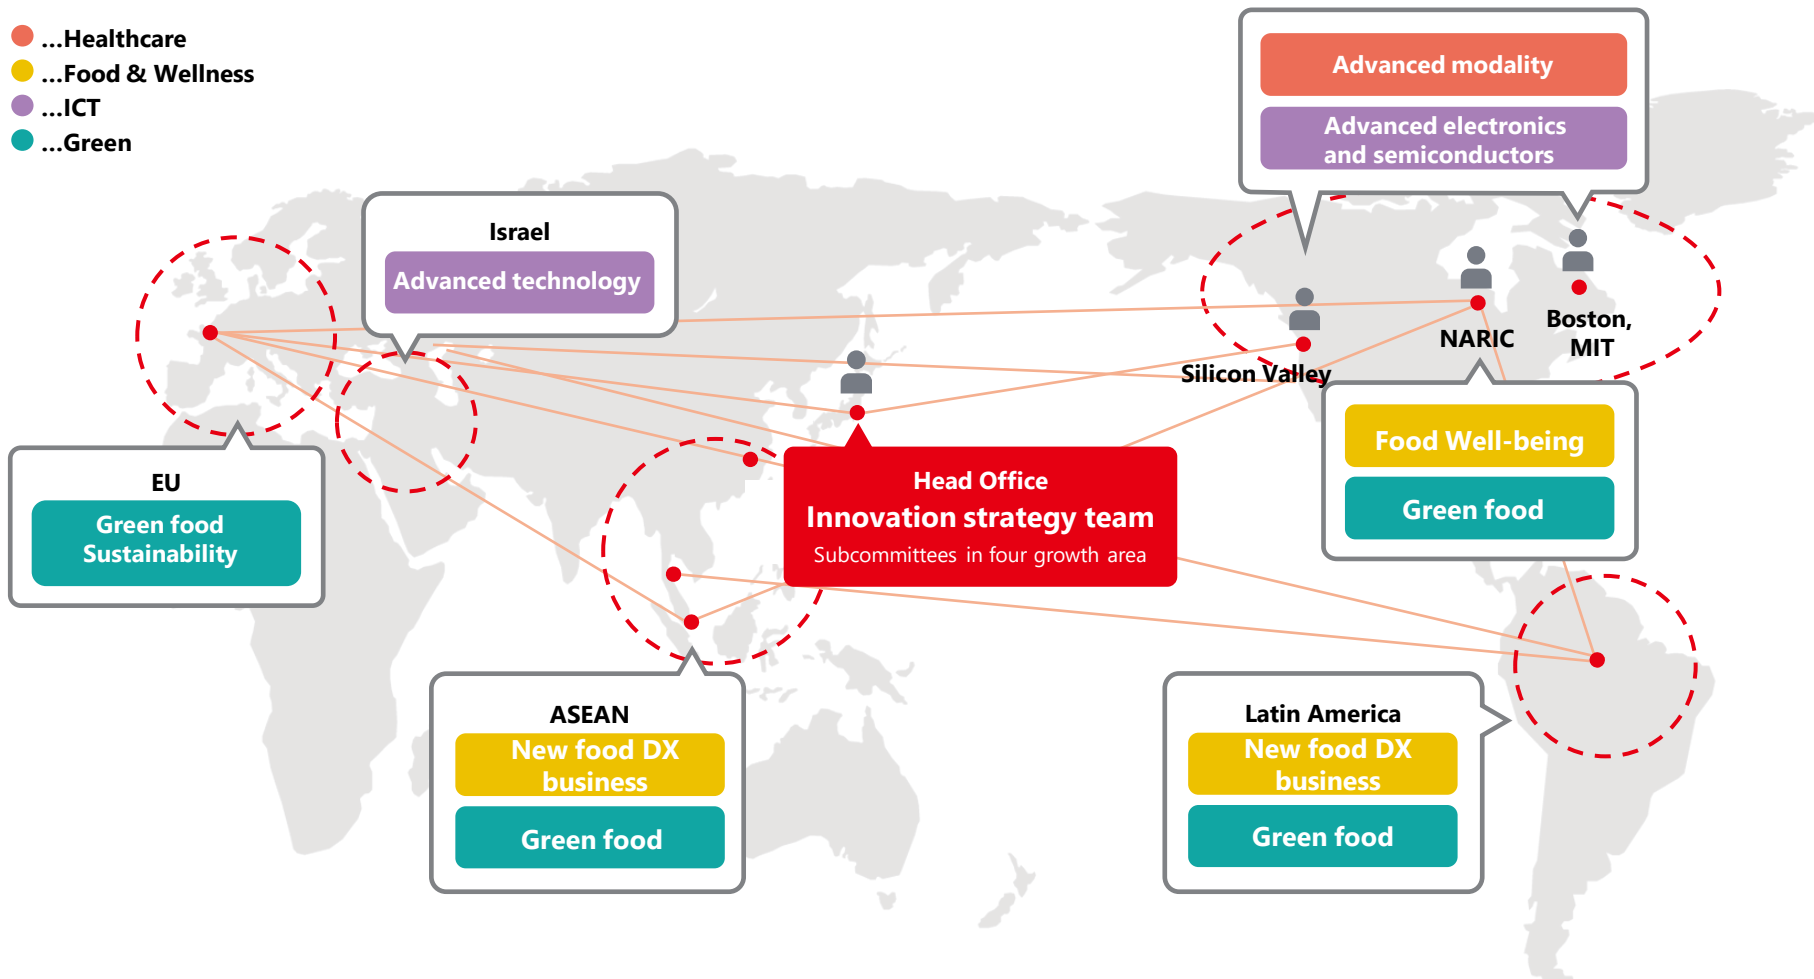 ...Healthcare
...Food & Wellness
...ICT
...Green
Advanced modality
Advanced electronics
and semiconductors
Israel
Advanced technology
Boston,
MIT
NARIC
Silicon Valley
Food Well-being
Green food
EU
Green food
Sustainability
Head Office
Innovation strategy team
Subcommittees in four growth area
ASEAN
New food DX
business
Green food
Latin America
New food DX
business
Green food